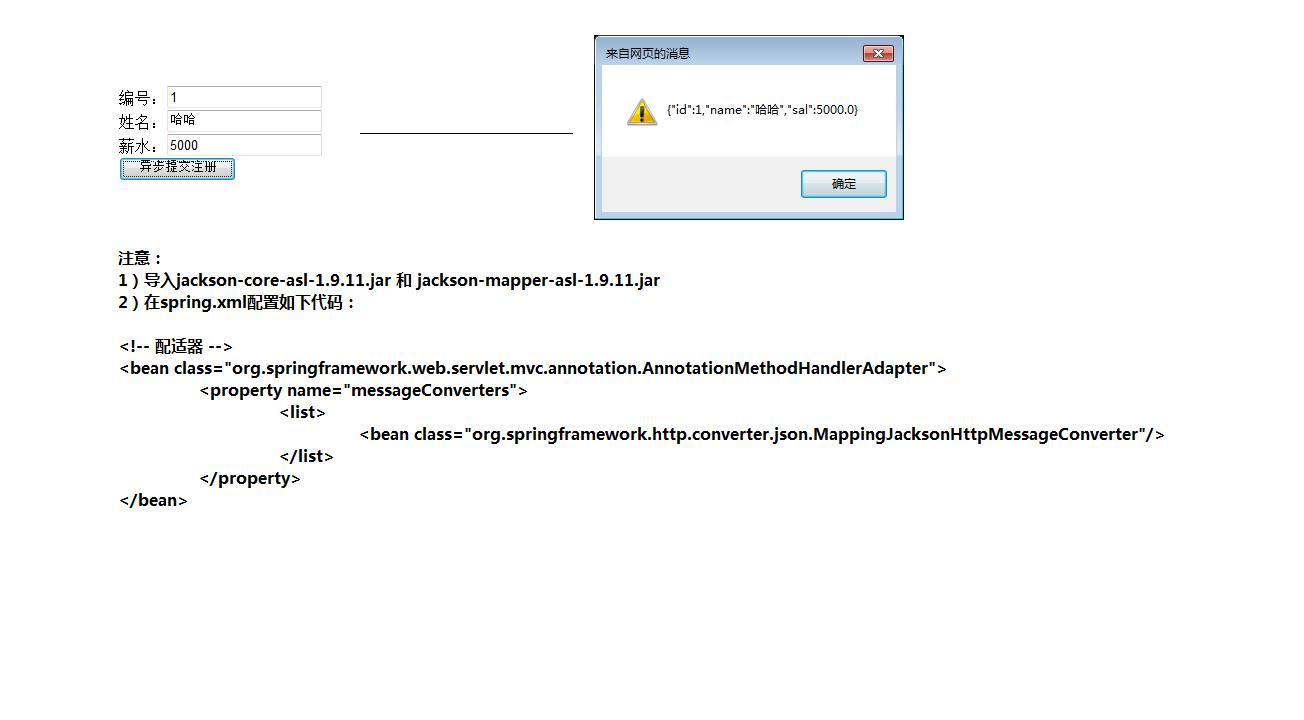 编号： 1
姓名： 哈哈
薪水： 5000
异步提交注册
来自网页的消息
{"id":1,"name":"哈哈","sal":5000.0}
确定
注意：
1）导入jackson-core-asl-1.9.11.jar 和 jackson-mapper-asl-1.9.11.jar
2）在spring.xml配置如下代码：
<!-- 配适器 -->
<bean class="org.springframework.web.servlet.mvc.annotation.AnnotationMethodHandlerAdapter">
<property name="messageConverters">
<list>
<bean class="org.springframework.http.converter.json.MappingJacksonHttpMessageConverter"/>
</list>
</property>
</bean>